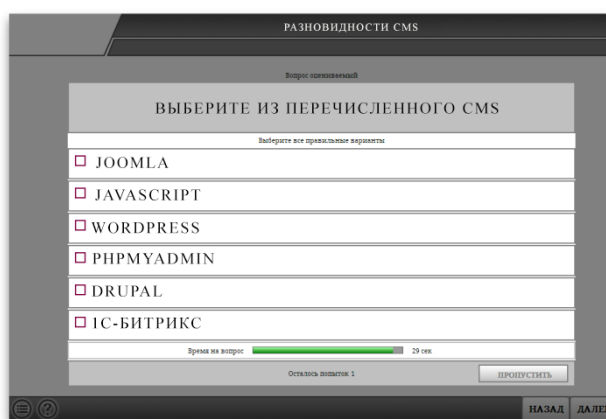 РАЗНОВИДНОСТИ CMS
Вопрос оцениваемый
ВЫБЕРИТЕ ИЗ ПЕРЕЧИСЛЕННОГО CMS
Выберите все правильные варианты
JOOMLA
JAVASCRIPT
WORDPRESS
PHPMYADMIN
DRUPAL
1С-БИТРИКС
Время на вопрос 29 сек
Осталось попыток 1 ПРОПУСТИТЬ
? НАЗАД ДАЛЕЕ